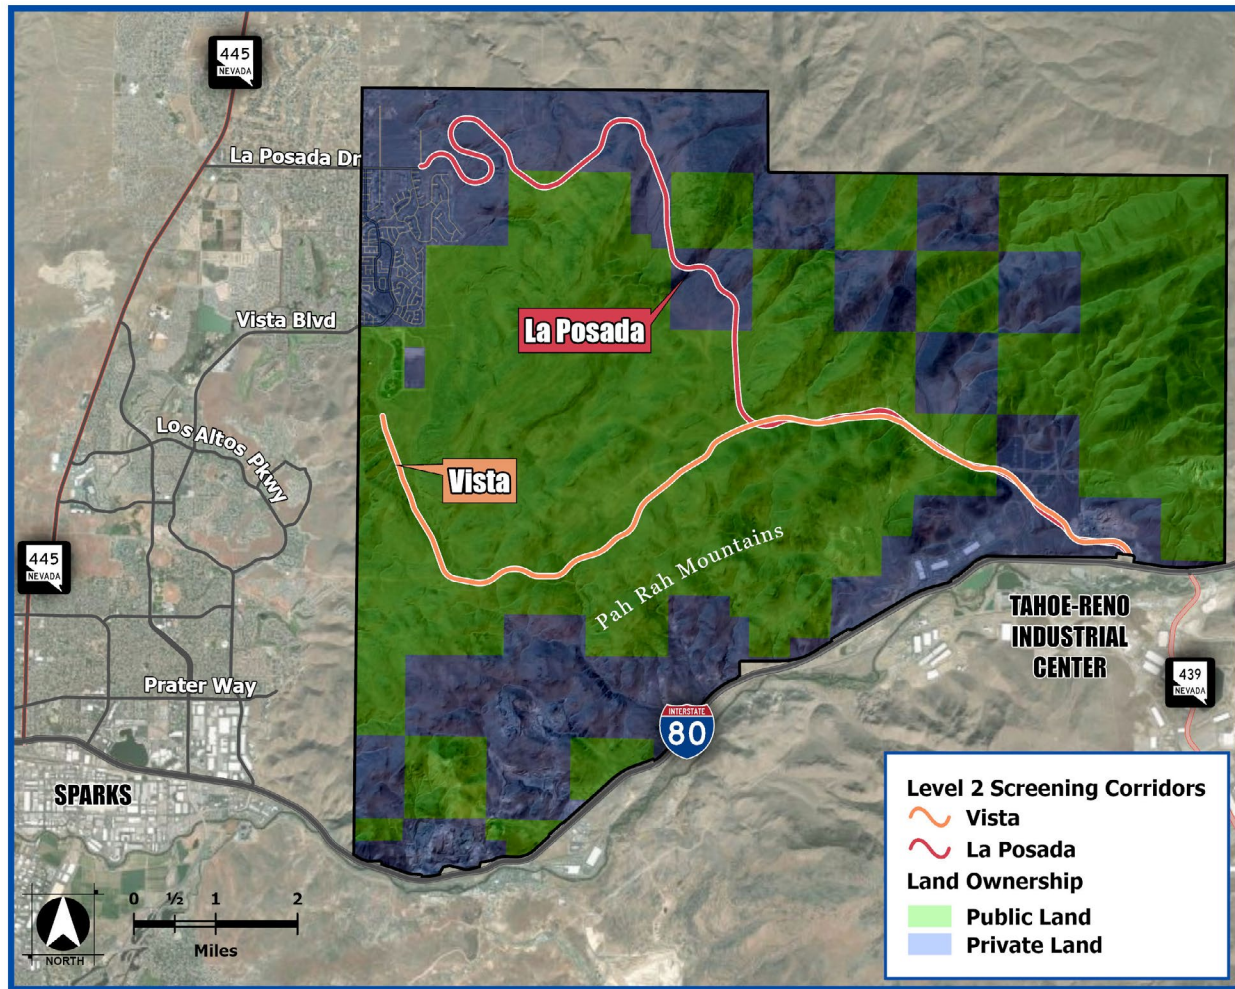 445
NEVADA
La Posada Dr
Vista Blvd
La Posada
Los Altos Pkwy
Vista
Pah Rah Mountains
445
NEVADA
TAHOE-RENO
INDUSTRIAL
CENTER
439
NEVADA
Prater Way
INTERSTATE
80
SPARKS
Level 2 Screening Corridors
Vista
La Posada
Land Ownership
Public Land
Private Land
0 ½ 1 2
Miles
NORTH